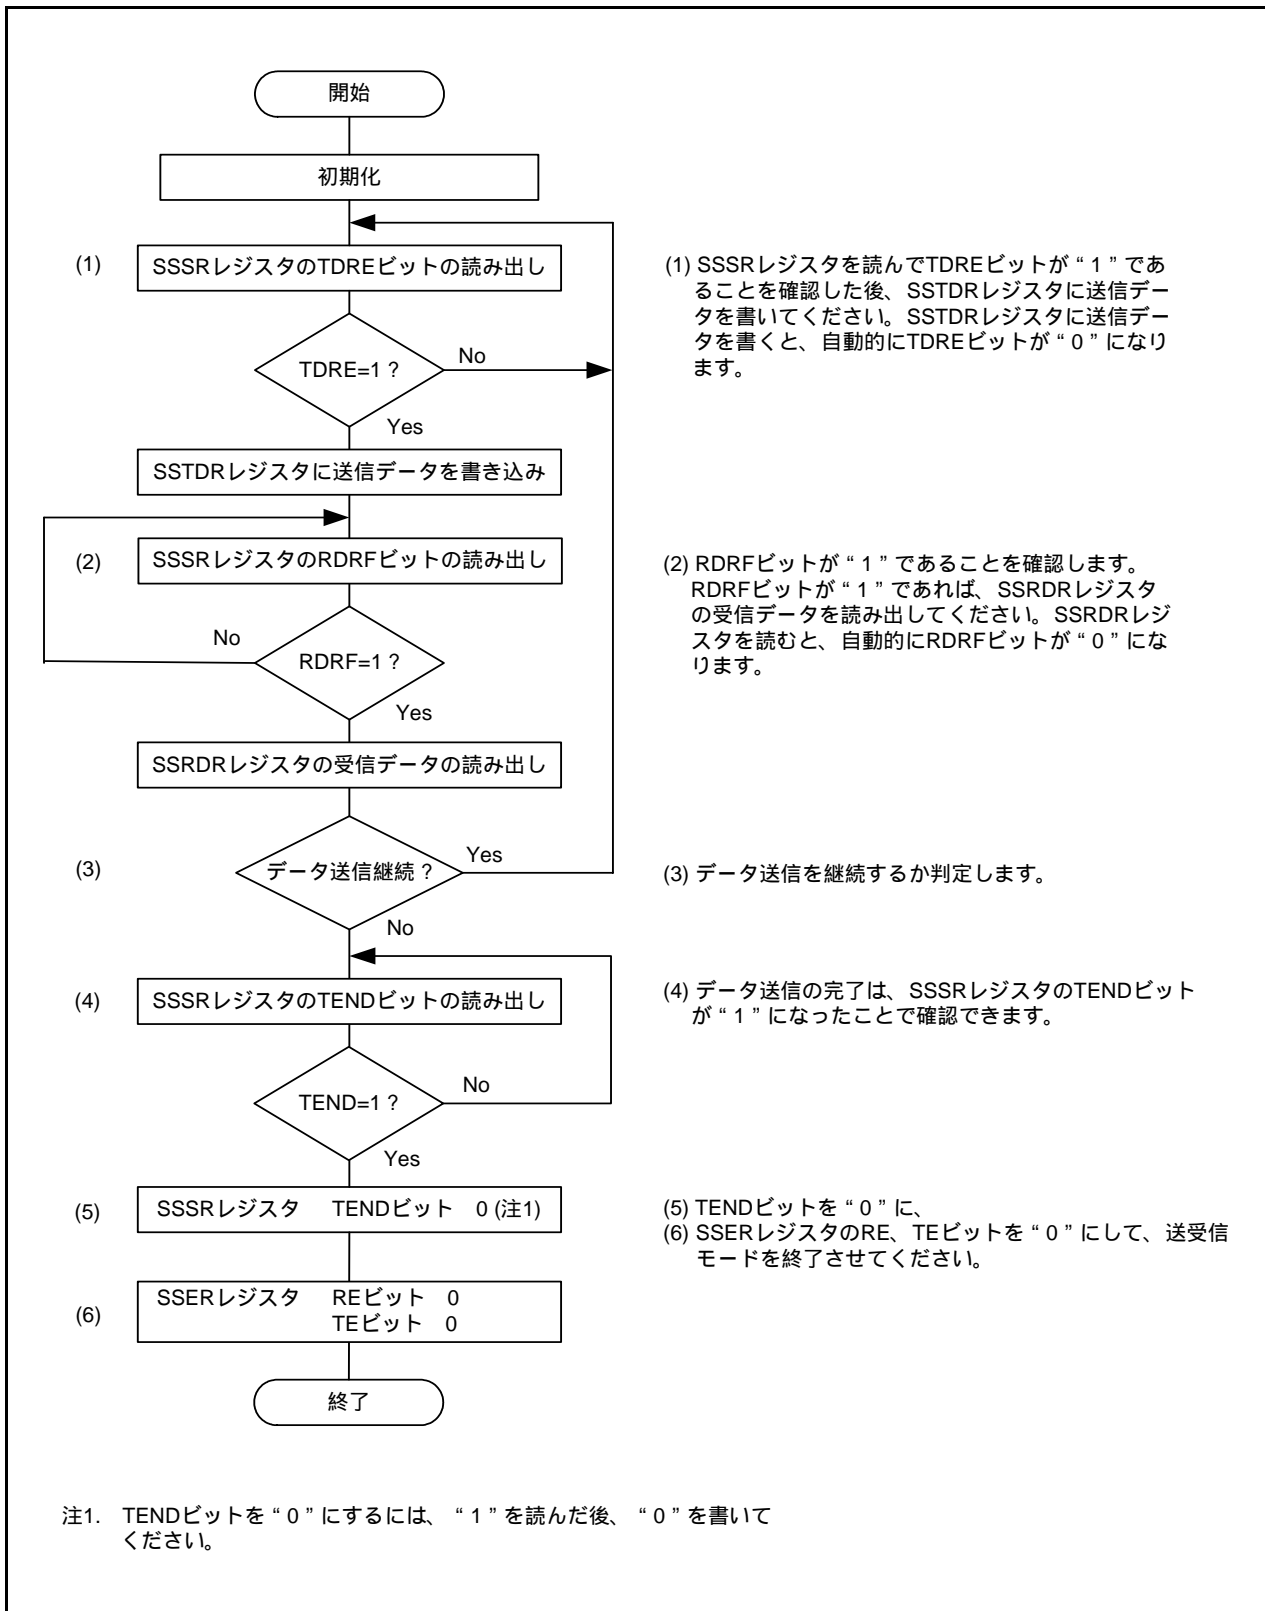 開始
初期化
(1)
SSSRレジスタのTDREビットの読み出し
TDRE=1 ?
No
Yes
SSTDRレジスタに送信データを書き込み
(2)
SSSRレジスタのRDRFビットの読み出し
No
RDRF=1 ?
Yes
SSRDRレジスタの受信データの読み出し
(3)
データ送信継続 ?
Yes
No
(4)
SSSRレジスタのTENDビットの読み出し
TEND=1 ?
No
Yes
(5)
SSSRレジスタ TENDビット 0 (注1)
(6)
SSERレジスタ REビット 0
TEビット 0
終了
(1) SSSRレジスタを読んでTDREビットが “ 1 ” であ
ることを確認した後、SSTDRレジスタに送信デー
タを書いてください。SSTDRレジスタに送信デー
タを書くと、自動的にTDREビットが “ 0 ” になり
ます。
(2) RDRFビットが “ 1 ” であることを確認します。
RDRFビットが “ 1 ” であれば、SSRDRレジスタ
の受信データを読み出してください。SSRDRレジ
スタを読むと、自動的にRDRFビットが “ 0 ” にな
ります。
(3) データ送信を継続するか判定します。
(4) データ送信の完了は、SSSRレジスタのTENDビット
が “ 1 ” になったことで確認できます。
(5) TENDビットを “ 0 ” に、
(6) SSERレジスタのRE、TEビットを “ 0 ” にして、送受信
モードを終了させてください。
注1. TENDビットを “ 0 ” にするには、 “ 1 ” を読んだ後、 “ 0 ” を書いて
ください。